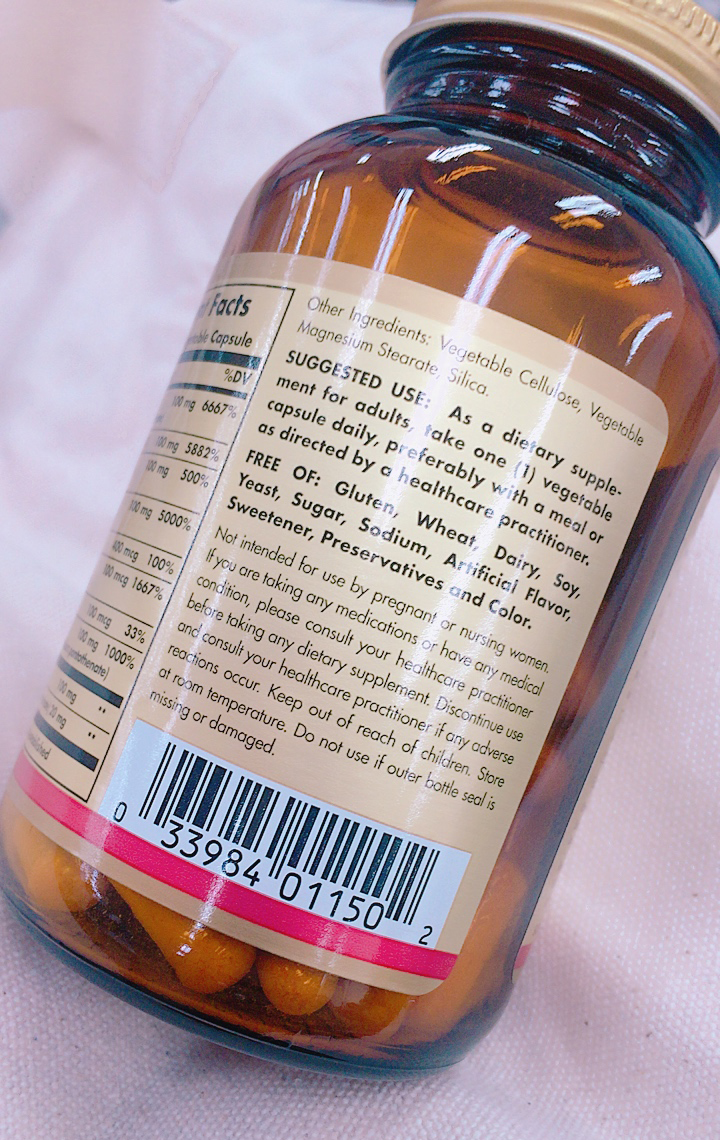 Facts
Capsule
%DV
100 mg 6667%
100 mg 5882%
100 mg 500%
100 mg 5000%
400 mcg 100%
100 mcg 1667%
100 mcg 33%
100 mg 1000%
100 mg **
30 mg **
Other Ingredients: Vegetable Cellulose, Vegetable
Magnesium Stearate, Silica.
SUGGESTED USE: As a dietary supple-
ment for adults, take one (1) vegetable
capsule daily, preferably with a meal or
as directed by a healthcare practitioner.
FREE OF: Gluten, Wheat, Dairy, Soy,
Yeast, Sugar, Sodium, Artificial Flavor,
Sweetener, Preservatives and Color.
Not intended for use by pregnant or nursing women.
If you are taking any medications or have any medical
condition, please consult your healthcare practitioner
before taking any dietary supplement. Discontinue use
and consult your healthcare practitioner if any adverse
reactions occur. Keep out of reach of children. Store
at room temperature. Do not use if outer bottle seal is
missing or damaged.
0 33984 01150 2